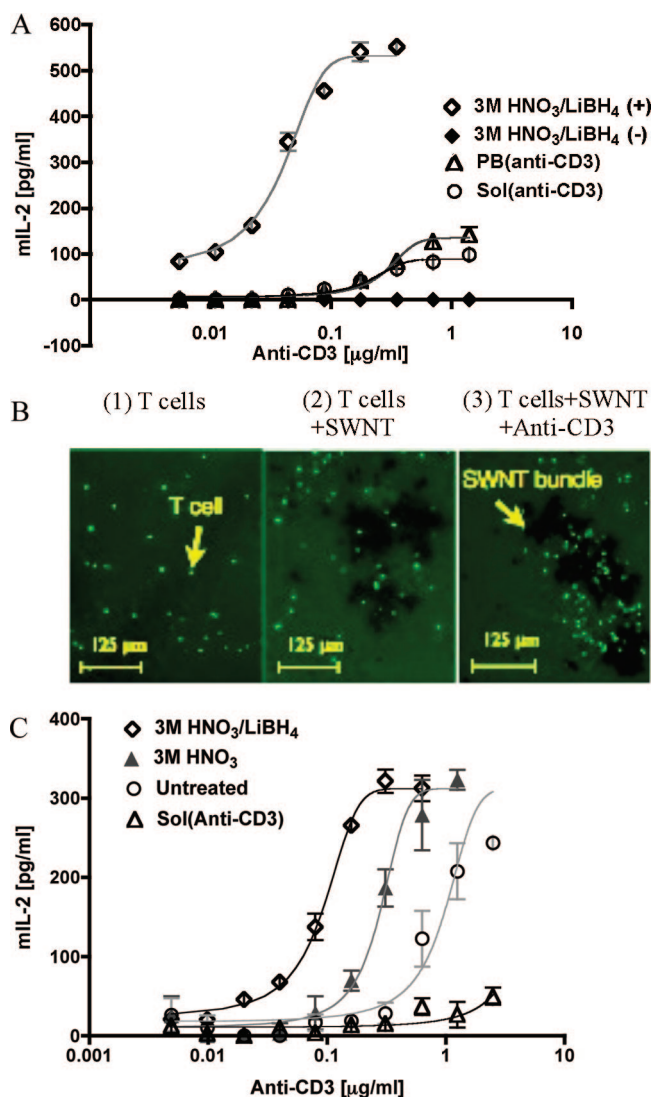 A
600
500
400
300
200
100
0
-100
mIL-2 [pg/ml]
3M HNO₃/LiBH₄ (+)
3M HNO₃/LiBH₄ (-)
PB(anti-CD3)
Sol(anti-CD3)
0.01 0.1 1 10
Anti-CD3 [µg/ml]
B
(1) T cells
(2) T cells
+SWNT
(3) T cells+SWNT
+Anti-CD3
T cell
125 µm
125 µm
SWNT bundle
125 µm
C
400
300
200
100
0
mIL-2 [pg/ml]
3M HNO₃/LiBH₄
3M HNO₃
Untreated
Sol(Anti-CD3)
0.001 0.01 0.1 1 10
Anti-CD3 [µg/ml]